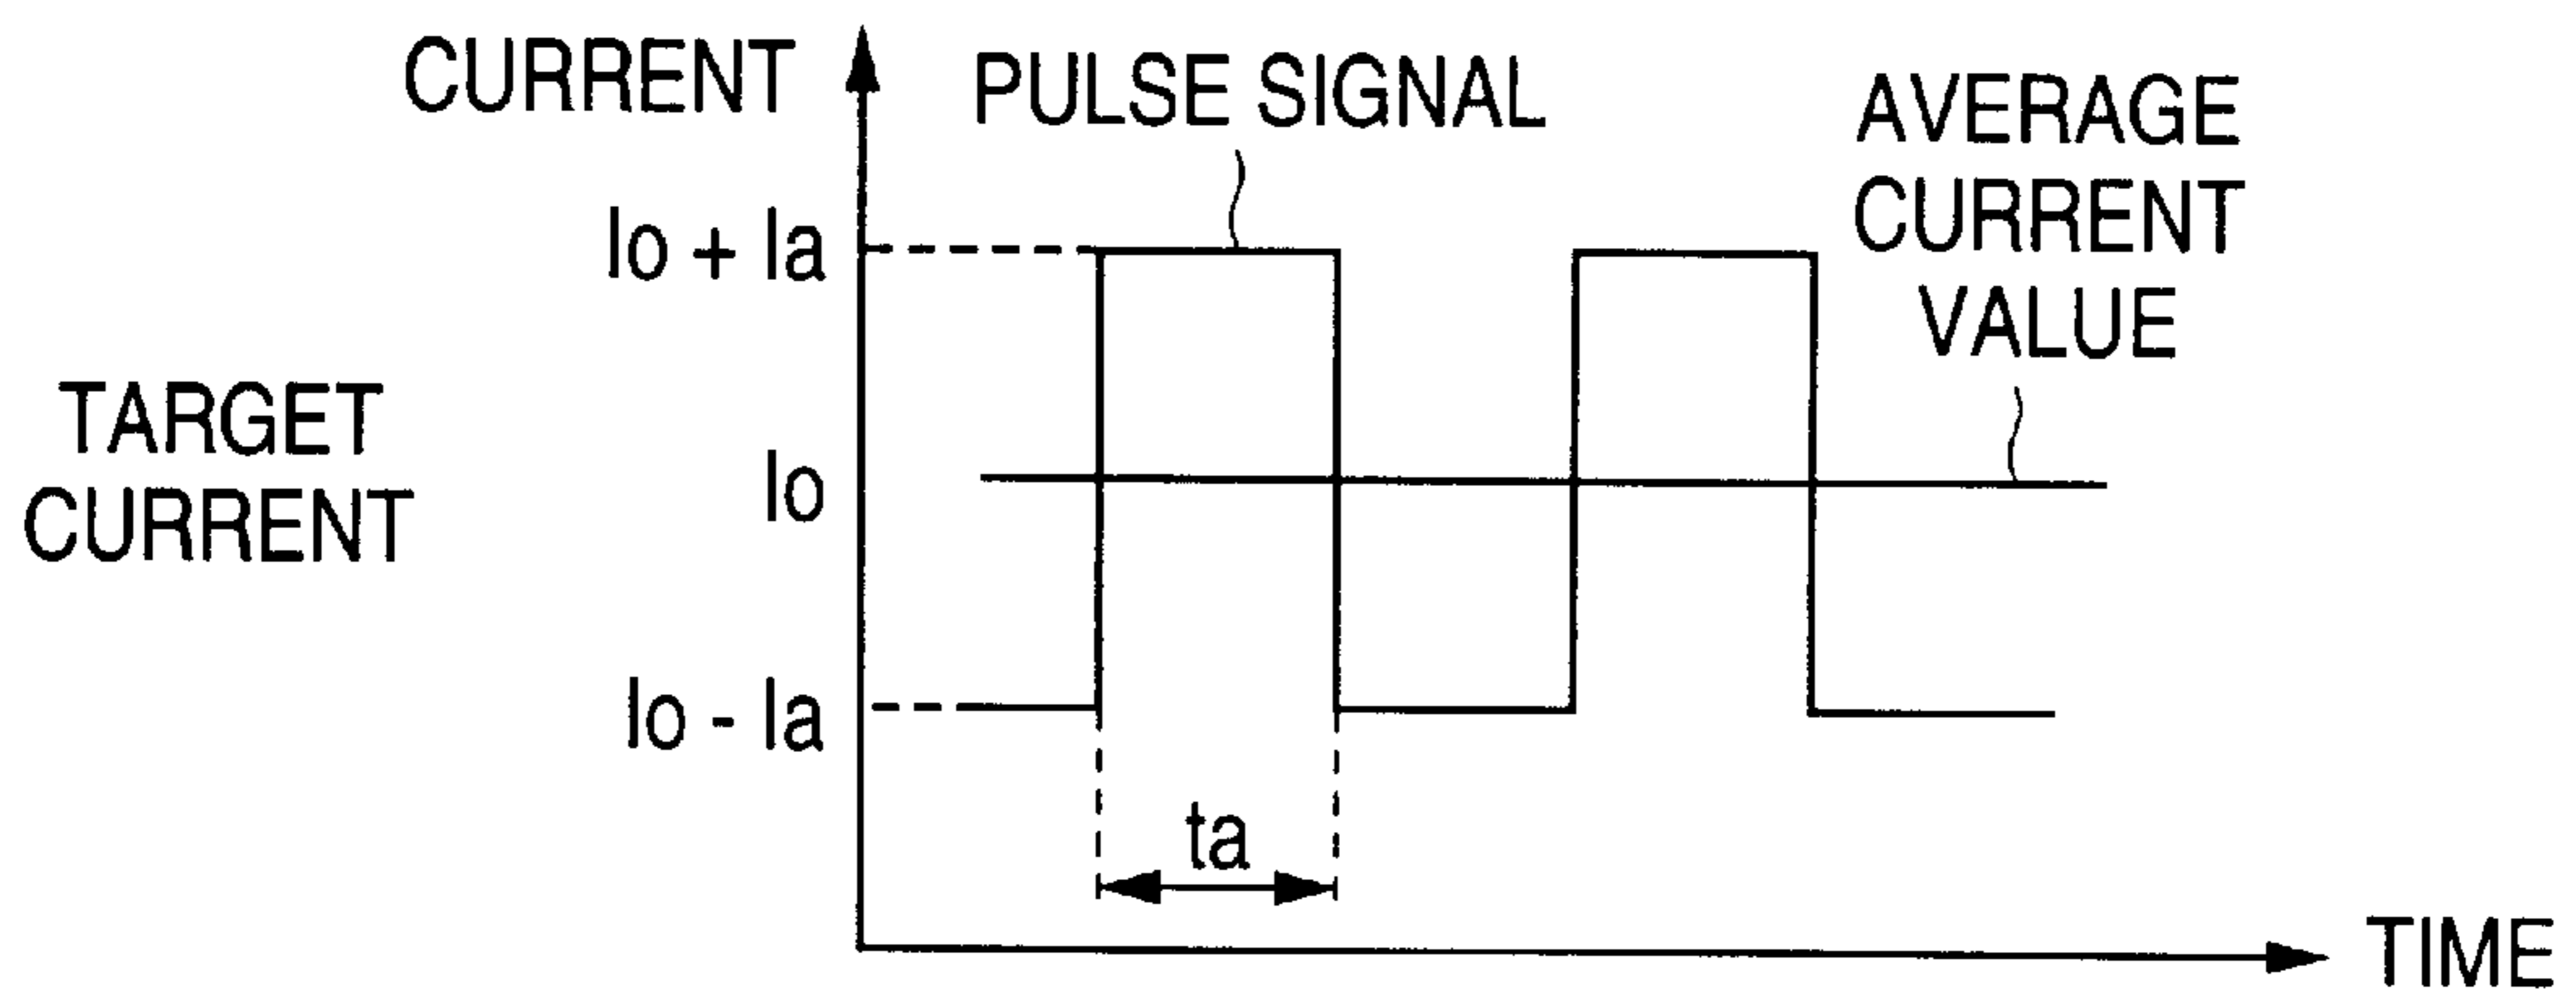 CURRENT
PULSE SIGNAL
AVERAGE
CURRENT
VALUE
Io + Ia
TARGET
CURRENT
Io
Io - Ia
ta
TIME